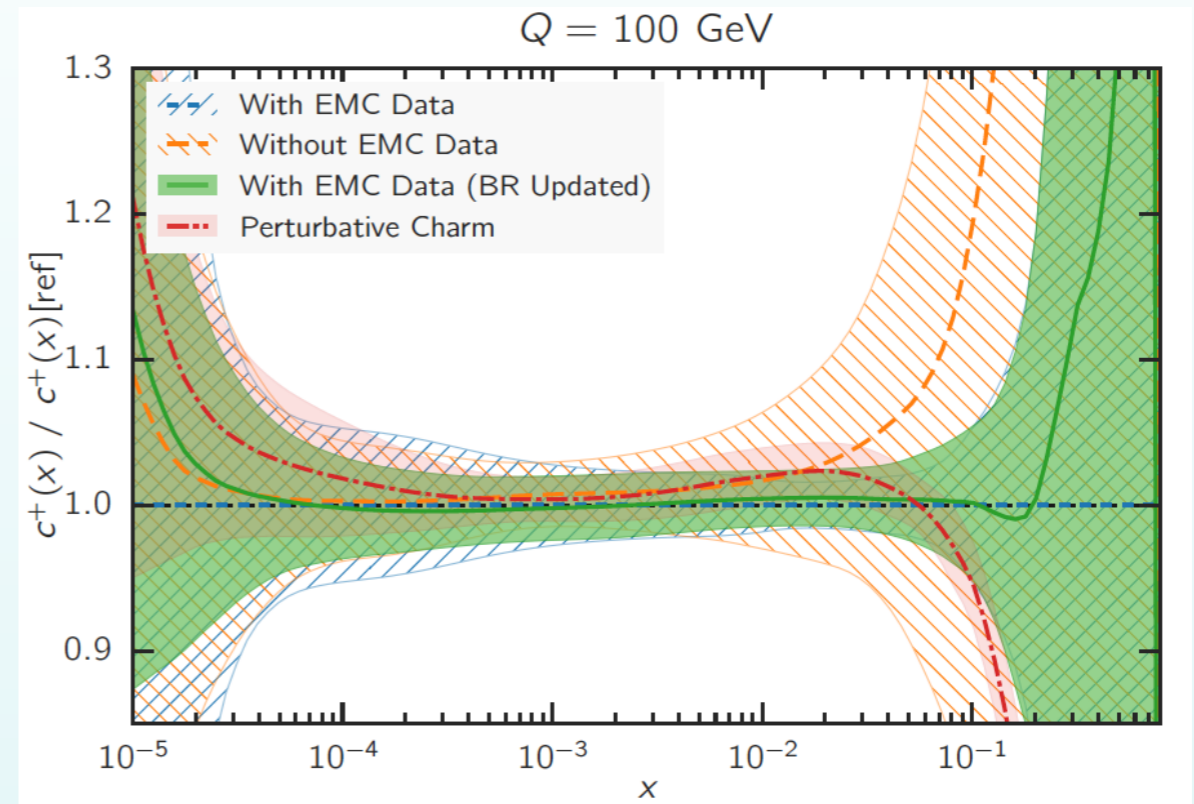 Q = 100 GeV
1.3
1.2
1.1
1.0
0.9
c⁺(x) / c⁺(x)[ref]
With EMC Data
Without EMC Data
With EMC Data (BR Updated)
Perturbative Charm
10⁻⁵ 10⁻⁴ 10⁻³ 10⁻² 10⁻¹
x